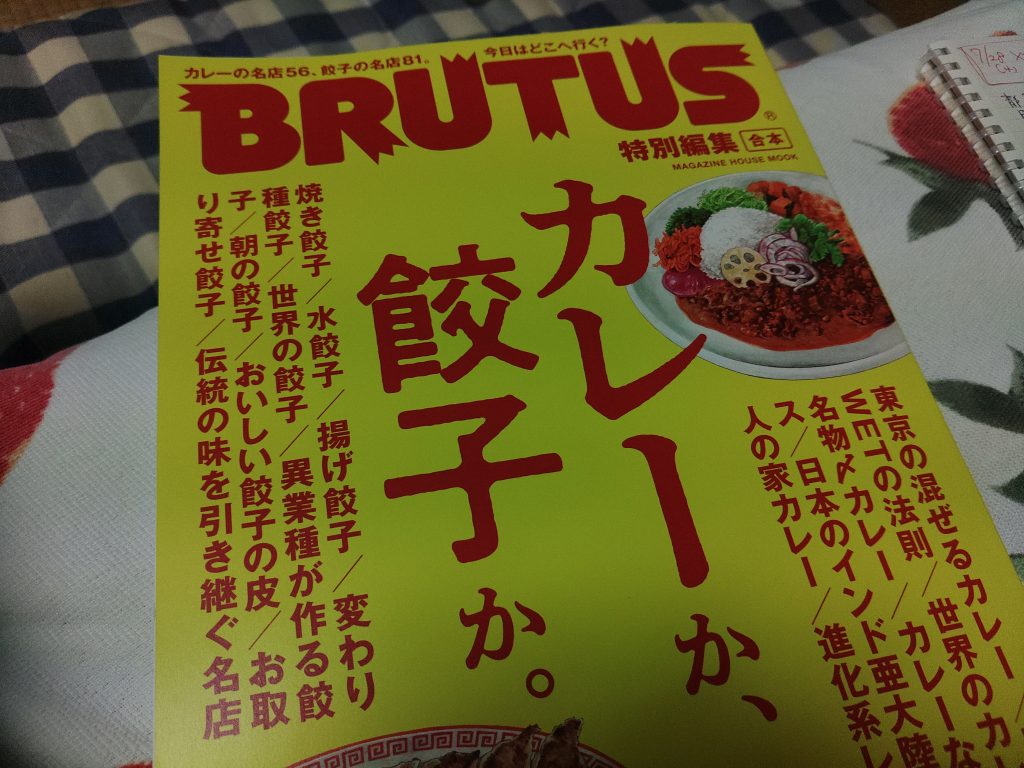 カレーの名店56、餃子の名店81。 今日はどこへ行く?
BRUTUS®
特別編集 合本
MAGAZINE HOUSE MOOK
カレーか、
餃子か。
東京の混ぜるカレー/
WETの法則/世界のカレ
名物〆カレー/カレーな
ス/日本のインド亜大陸
人の家カレー/進化系レ
焼き餃子/水餃子/揚げ餃子/変わり
種餃子/世界の餃子/異業種が作る餃
子/朝の餃子/おいしい餃子の皮/お取
り寄せ餃子/伝統の味を引き継ぐ名店
7/28